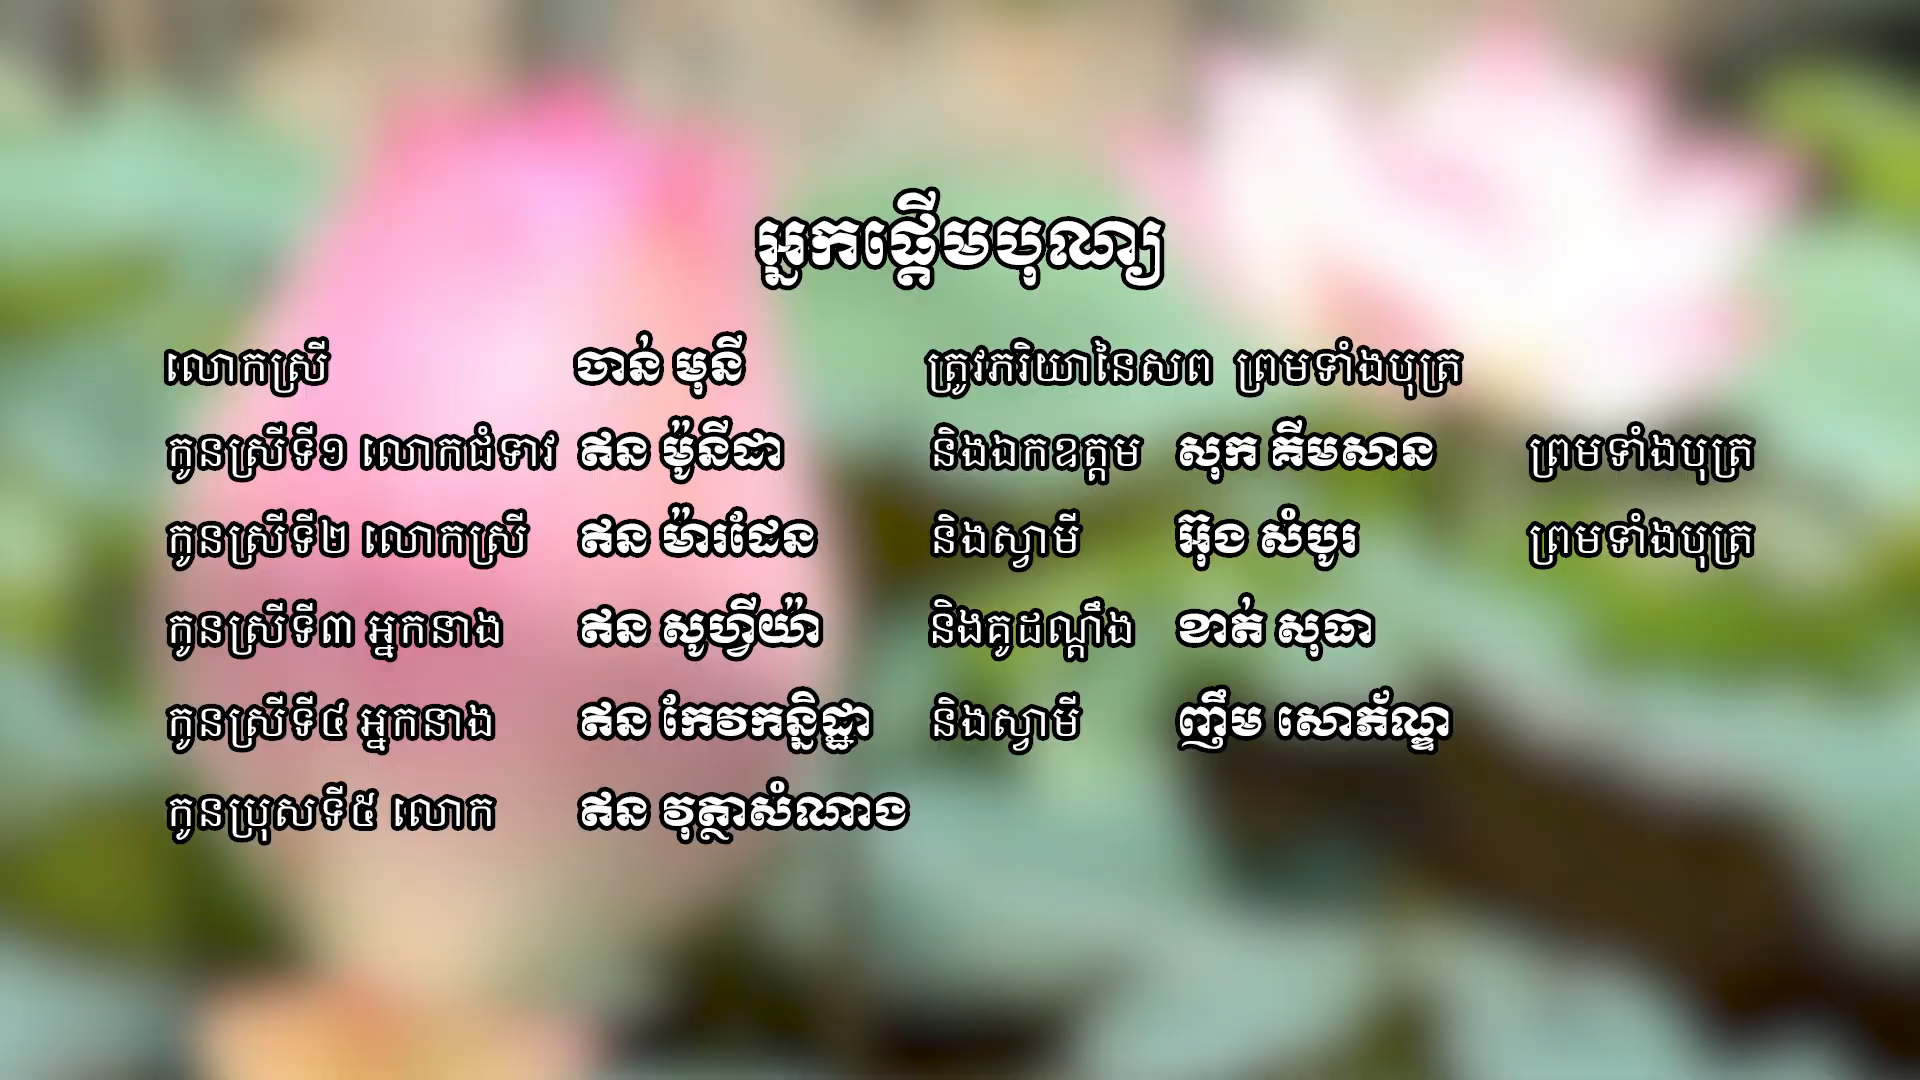 អ្នកផ្ដើមបុណ្យ
លោកស្រី ចាន់ មុនី ត្រូវភរិយានៃសព ព្រមទាំងបុត្រ
កូនស្រីទី១ លោកជំទាវ ឥន ម៉ូនីដា និងឯកឧត្តម សុក គីមសាន ព្រមទាំងបុត្រ
កូនស្រីទី២ លោកស្រី ឥន ម៉ារដែន និងស្វាមី អ៊ុង សំបូរ ព្រមទាំងបុត្រ
កូនស្រីទី៣ អ្នកនាង ឥន សូហ្វីយ៉ា និងគូដណ្ដឹង ខាត់ សុធា
កូនស្រីទី៤ អ្នកនាង ឥន កែវកន្និដ្ឋា និងស្វាមី ញឹម សោភ័ណ្ឌ
កូនប្រុសទី៥ លោក ឥន វុត្ថាសំណាង